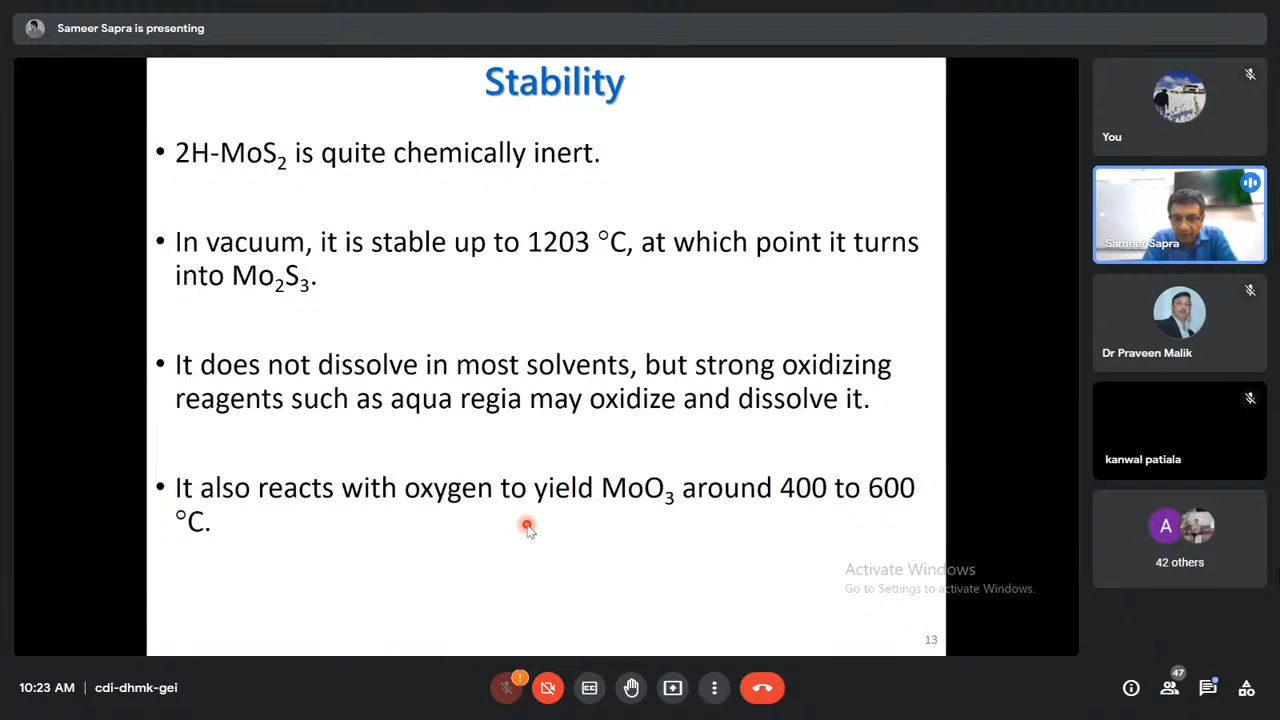 Sameer Sapra is presenting
Stability
• 2H-MoS₂ is quite chemically inert.
• In vacuum, it is stable up to 1203 °C, at which point it turns
into Mo₂S₃.
• It does not dissolve in most solvents, but strong oxidizing
reagents such as aqua regia may oxidize and dissolve it.
• It also reacts with oxygen to yield MoO₃ around 400 to 600
°C.
Activate Windows
Go to Settings to activate Windows.
13
You
Sameer Sapra
Dr Praveen Malik
kanwal patiala
A
42 others
10:23 AM | cdi-dhmk-gei
!
CC
47